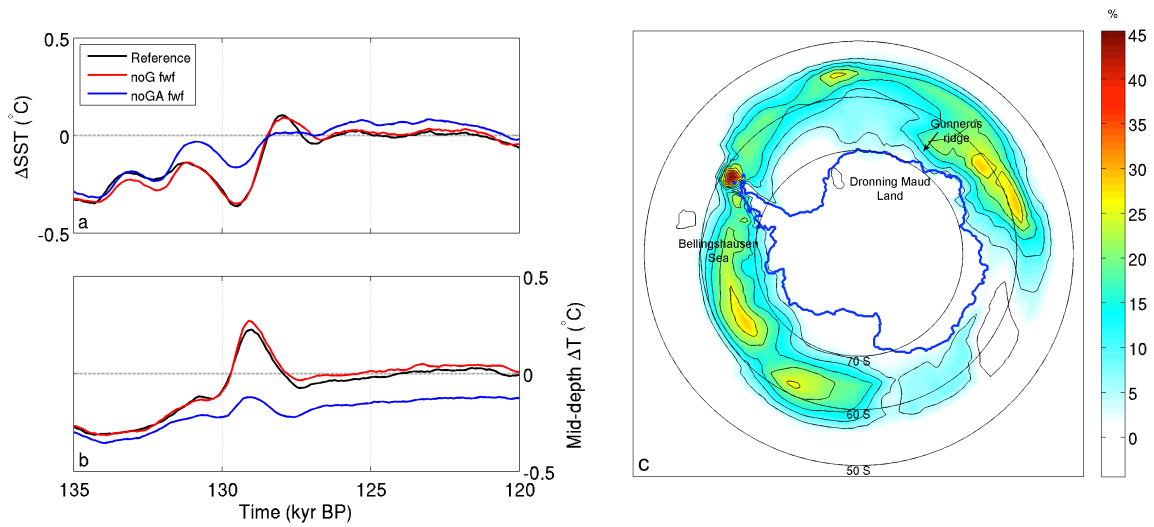 0.5
0
-0.5
ΔSST (°C)
Reference
noG fwf
noGA fwf
a
0.5
0
-0.5
Mid-depth ΔT (°C)
b
135
130
125
120
Time (kyr BP)
%
45
40
35
30
25
20
15
10
5
0
Gunnerus
ridge
Dronning Maud
Land
Bellingshausen
Sea
70 S
60 S
50 S
c